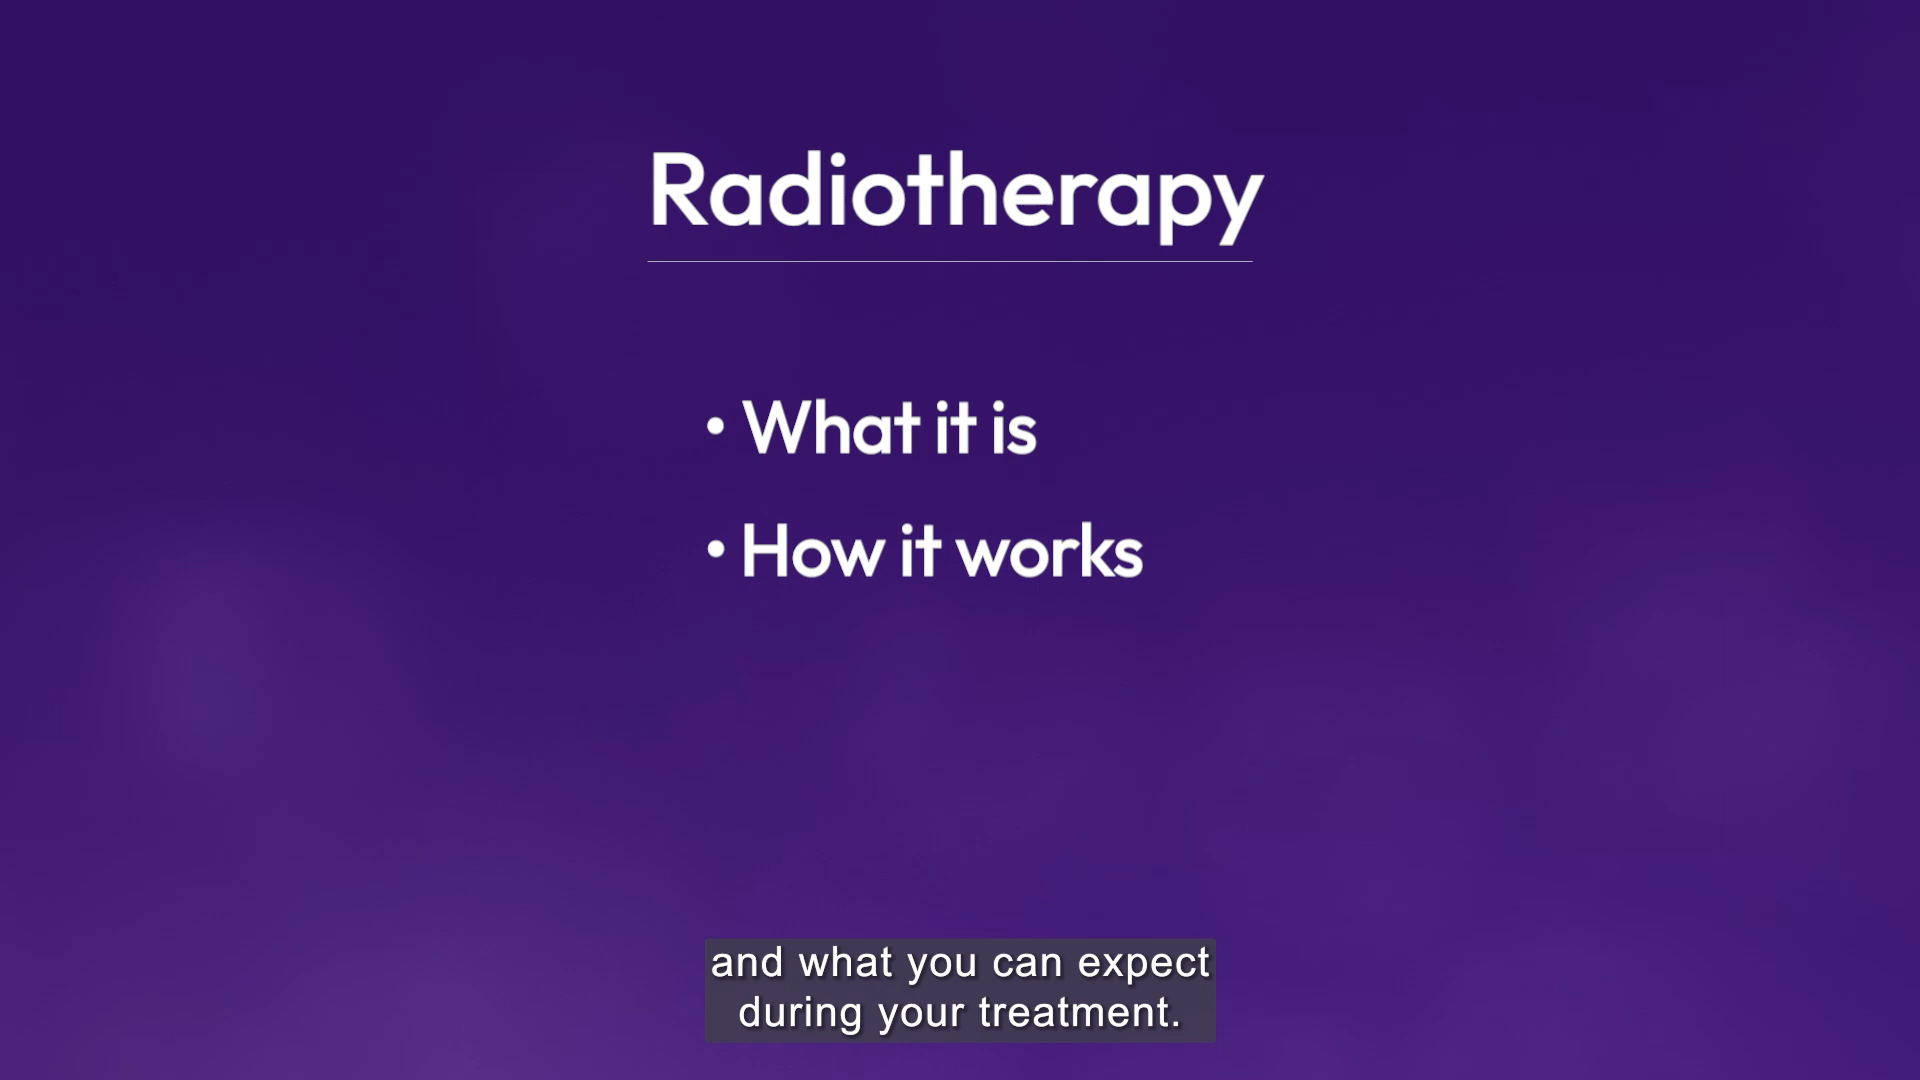 Radiotherapy
• What it is
• How it works
and what you can expect
during your treatment.